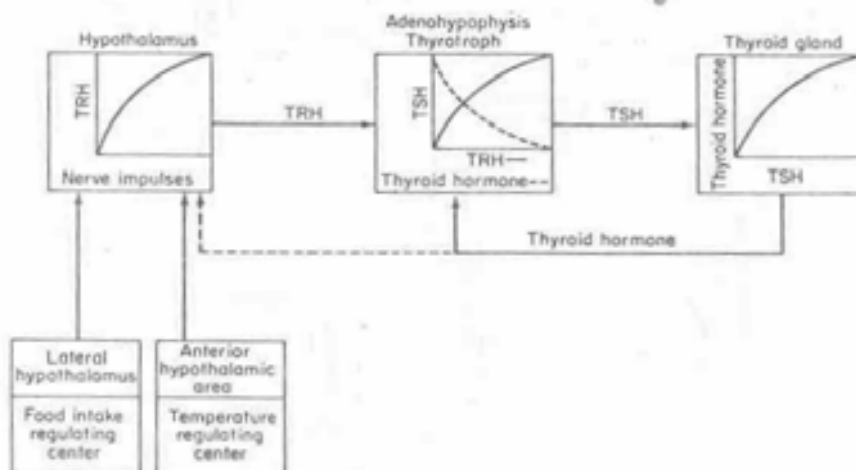 Hypothalamus
TRH
Nerve impulses
TRH
Adenohypophysis
Thyrotroph
TSH
TRH—
Thyroid hormone--
TSH
Thyroid gland
Thyroid hormone
TSH
Thyroid hormone
Lateral
hypothalamus
Food intake
regulating
center
Anterior
hypothalamic
area
Temperature
regulating
center